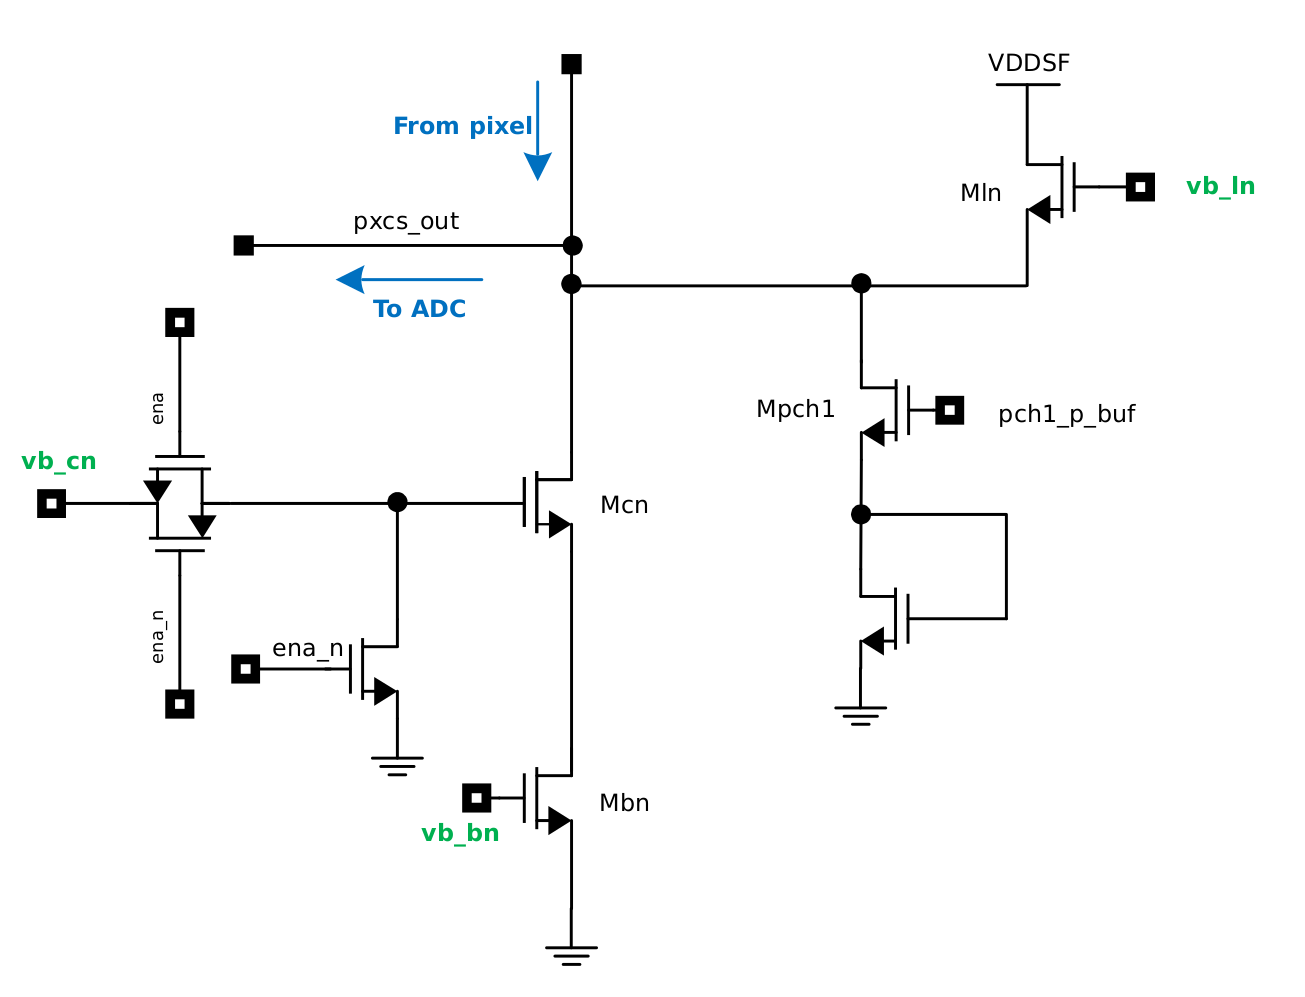 VDDSF
From pixel
Mln
vb_ln
pxcs_out
To ADC
ena
Mpch1
pch1_p_buf
vb_cn
Mcn
ena_n
ena_n
Mbn
vb_bn